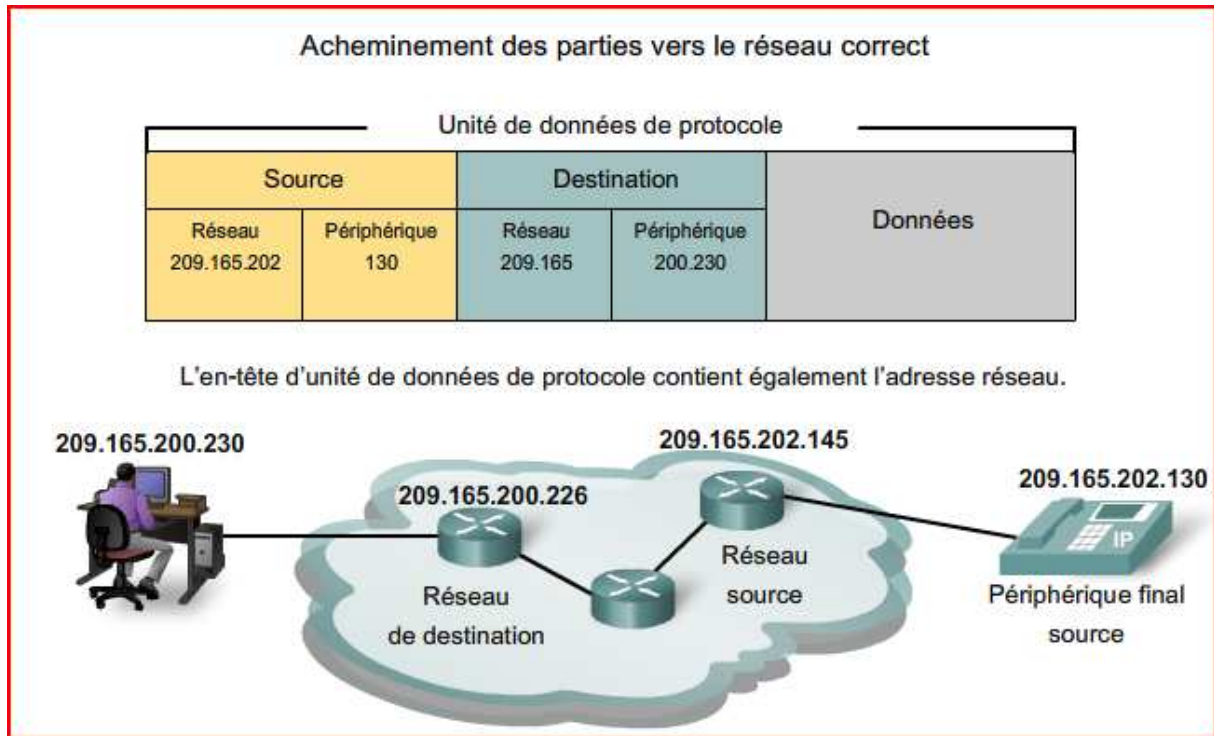 Acheminement des parties vers le réseau correct
Unité de données de protocole
Source
Destination
Données
Réseau
209.165.202
Périphérique
130
Réseau
209.165
Périphérique
200.230
L'en-tête d'unité de données de protocole contient également l'adresse réseau.
209.165.200.230
209.165.200.226
209.165.202.145
209.165.202.130
IP
Réseau
de destination
Réseau
source
Périphérique final
source